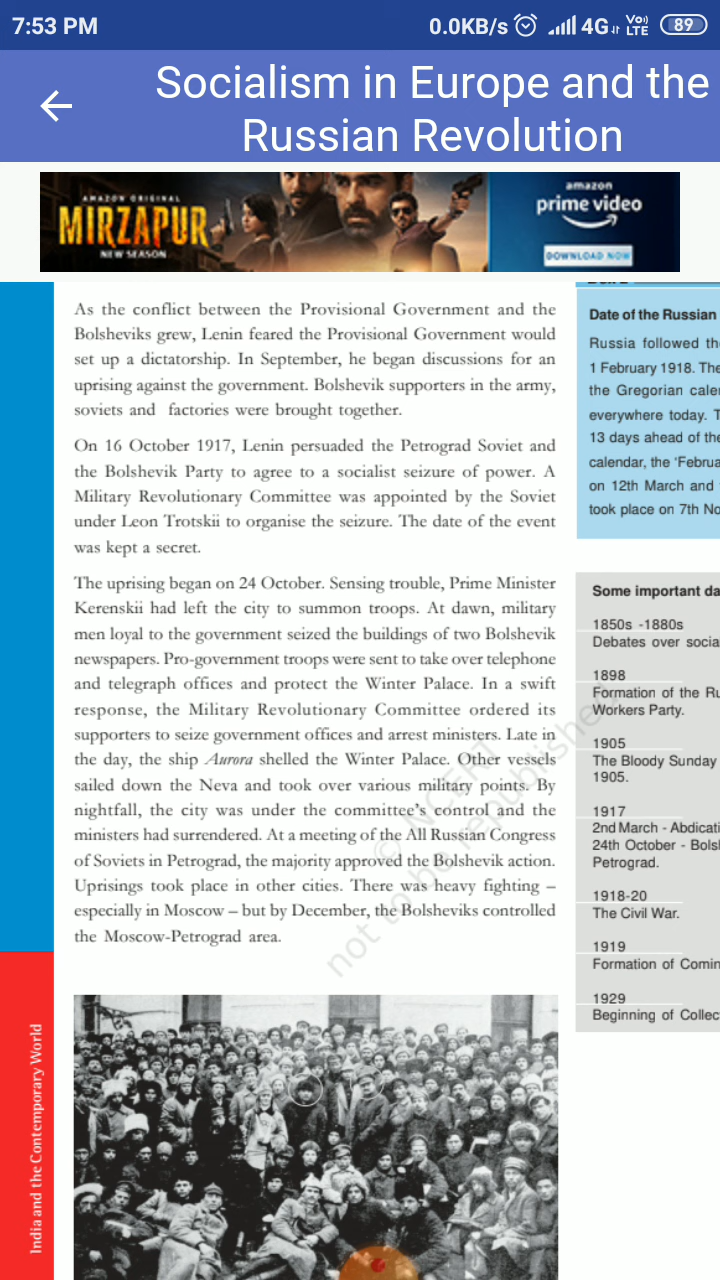 7:53 PM
0.0KB/s
4G
Vo))
LTE
89
Socialism in Europe and the
Russian Revolution
AMAZON ORIGINAL
MIRZAPUR
NEW SEASON
amazon
prime video
DOWNLOAD NOW
As the conflict between the Provisional Government and the
Bolsheviks grew, Lenin feared the Provisional Government would
set up a dictatorship. In September, he began discussions for an
uprising against the government. Bolshevik supporters in the army,
soviets and factories were brought together.
On 16 October 1917, Lenin persuaded the Petrograd Soviet and
the Bolshevik Party to agree to a socialist seizure of power. A
Military Revolutionary Committee was appointed by the Soviet
under Leon Trotskii to organise the seizure. The date of the event
was kept a secret.
The uprising began on 24 October. Sensing trouble, Prime Minister
Kerenskii had left the city to summon troops. At dawn, military
men loyal to the government seized the buildings of two Bolshevik
newspapers. Pro-government troops were sent to take over telephone
and telegraph offices and protect the Winter Palace. In a swift
response, the Military Revolutionary Committee ordered its
supporters to seize government offices and arrest ministers. Late in
the day, the ship Aurora shelled the Winter Palace. Other vessels
sailed down the Neva and took over various military points. By
nightfall, the city was under the committee's control and the
ministers had surrendered. At a meeting of the All Russian Congress
of Soviets in Petrograd, the majority approved the Bolshevik action.
Uprisings took place in other cities. There was heavy fighting –
especially in Moscow – but by December, the Bolsheviks controlled
the Moscow-Petrograd area.
© NCERT
not to be republished
India and the Contemporary World
Date of the Russian
Russia followed th
1 February 1918. The
the Gregorian caler
everywhere today. T
13 days ahead of the
calendar, the 'Februa
on 12th March and
took place on 7th No
Some important da
1850s -1880s
Debates over socia
1898
Formation of the Ru
Workers Party.
1905
The Bloody Sunday
1905.
1917
2nd March - Abdicati
24th October - Bolsh
Petrograd.
1918-20
The Civil War.
1919
Formation of Comin
1929
Beginning of Collec